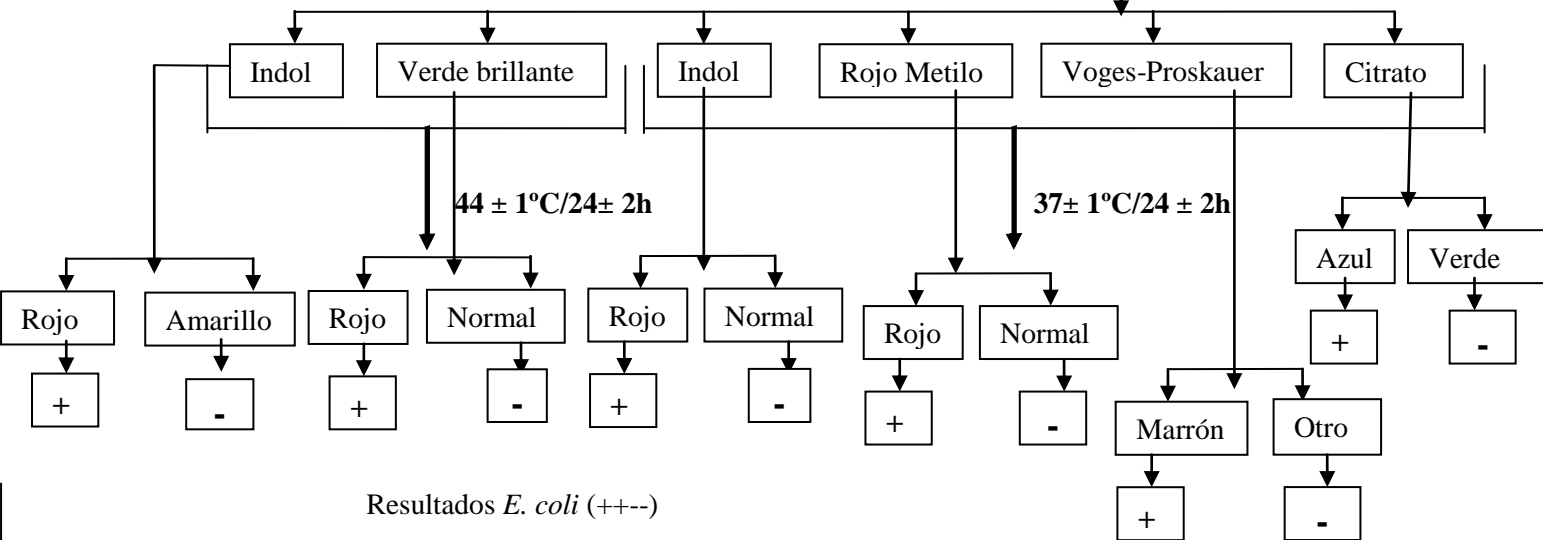 Indol Verde brillante Indol Rojo Metilo Voges-Proskauer Citrato
44 ± 1ºC/24± 2h 37± 1ºC/24 ± 2h
Azul Verde
Rojo Amarillo Rojo Normal Rojo Normal Rojo Normal
+ -
+ - + - + - + -
Marrón Otro
Resultados E. coli (++--)
+ -